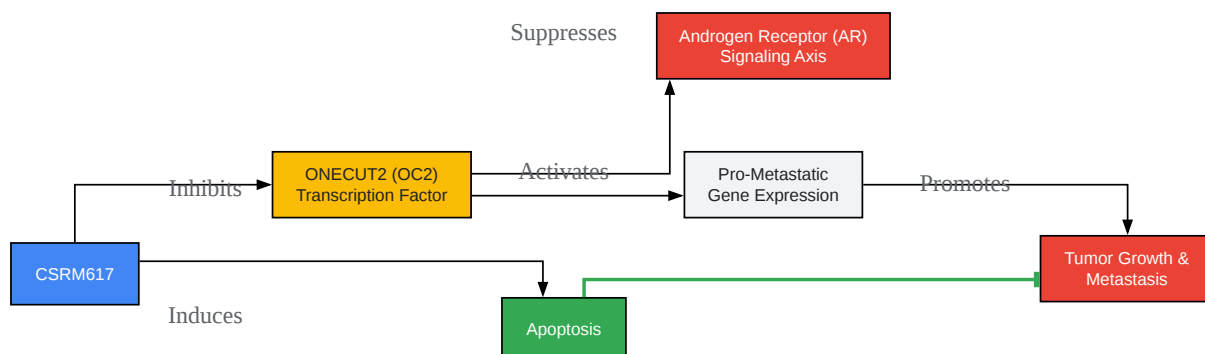 Suppresses
Androgen Receptor (AR)
Signaling Axis
Inhibits
ONECUT2 (OC2)
Transcription Factor
Activates
Pro-Metastatic
Gene Expression
Promotes
CSRM617
Tumor Growth &
Metastasis
Induces
Apoptosis